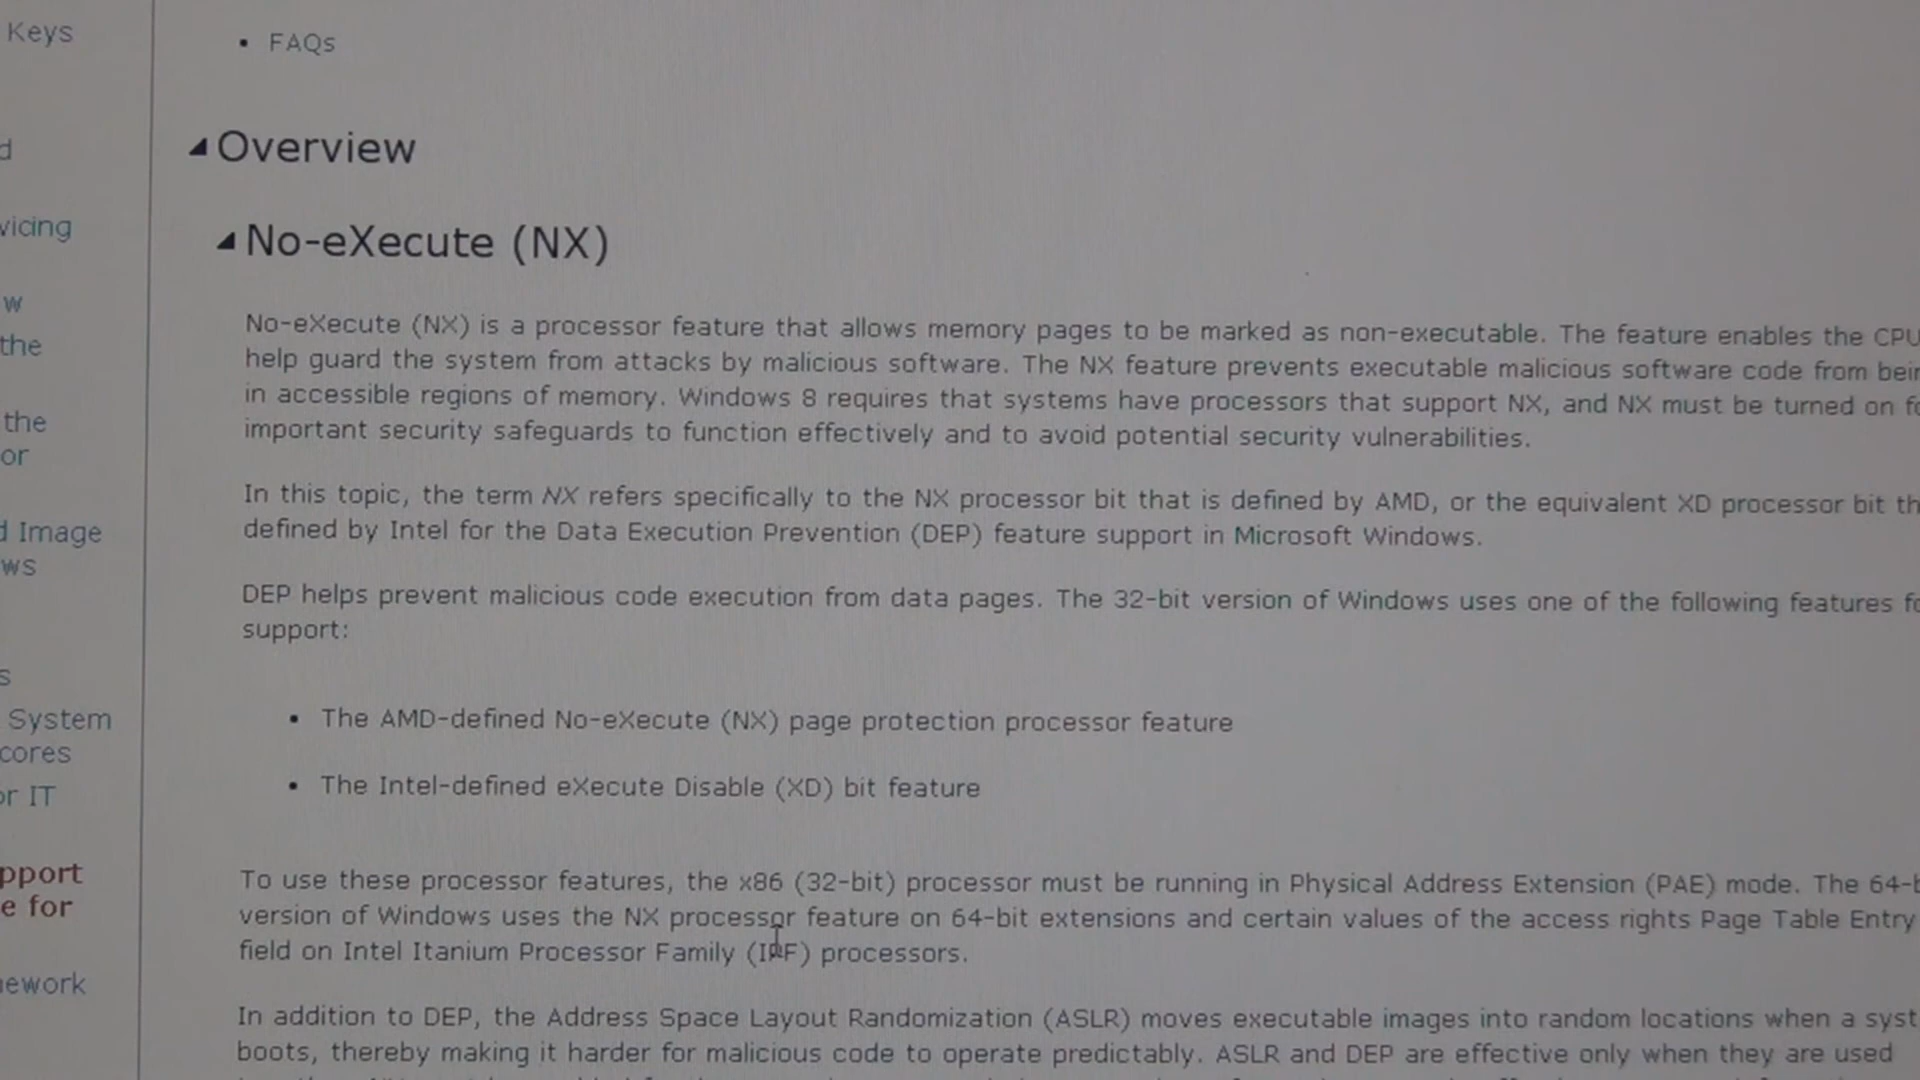 Keys
• FAQs
d
Overview
vicing
No-eXecute (NX)
w
the
No-eXecute (NX) is a processor feature that allows memory pages to be marked as non-executable. The feature enables the CPU
help guard the system from attacks by malicious software. The NX feature prevents executable malicious software code from bein
in accessible regions of memory. Windows 8 requires that systems have processors that support NX, and NX must be turned on fo
important security safeguards to function effectively and to avoid potential security vulnerabilities.
the
or
In this topic, the term NX refers specifically to the NX processor bit that is defined by AMD, or the equivalent XD processor bit th
defined by Intel for the Data Execution Prevention (DEP) feature support in Microsoft Windows.
d Image
ws
DEP helps prevent malicious code execution from data pages. The 32-bit version of Windows uses one of the following features fo
support:
s
System
cores
• The AMD-defined No-eXecute (NX) page protection processor feature
• The Intel-defined eXecute Disable (XD) bit feature
or IT
pport
e for
To use these processor features, the x86 (32-bit) processor must be running in Physical Address Extension (PAE) mode. The 64-b
version of Windows uses the NX processor feature on 64-bit extensions and certain values of the access rights Page Table Entry
field on Intel Itanium Processor Family (IPF) processors.
ework
In addition to DEP, the Address Space Layout Randomization (ASLR) moves executable images into random locations when a syst
boots, thereby making it harder for malicious code to operate predictably. ASLR and DEP are effective only when they are used